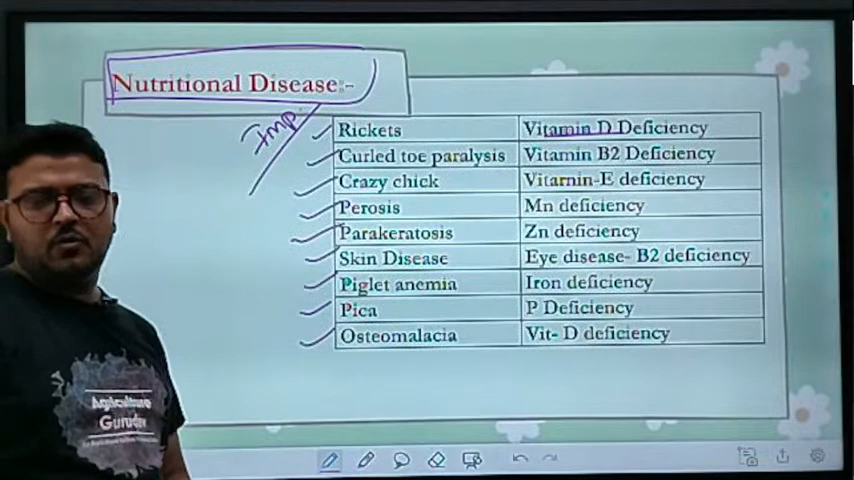 Nutritional Disease:-
Imp.
Rickets Vitamin D Deficiency
Curled toe paralysis Vitamin B2 Deficiency
Crazy chick Vitamin-E deficiency
Perosis Mn deficiency
Parakeratosis Zn deficiency
Skin Disease Eye disease- B2 deficiency
Piglet anemia Iron deficiency
Pica P Deficiency
Osteomalacia Vit- D deficiency
Agriculture
Gurudev